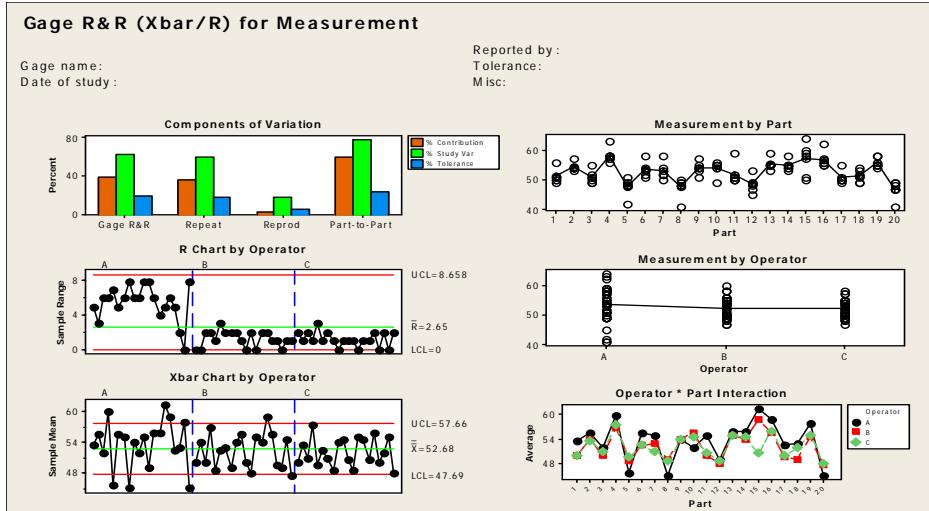 Gage R&R (Xbar/R) for Measurement
Reported by:
Gage name:
Tolerance:
Date of study:
Misc:
Components of Variation
Percent
80
40
0
Gage R&R Repeat Reprod Part-to-Part
% Contribution
% Study Var
% Tolerance
Measurement by Part
60
50
40
1 2 3 4 5 6 7 8 9 10 11 12 13 14 15 16 17 18 19 20
Part
R Chart by Operator
A B C
Sample Range
8
4
0
UCL=8.658
R=2.65
LCL=0
Measurement by Operator
60
50
40
A B C
Operator
Xbar Chart by Operator
A B C
Sample Mean
60
54
48
UCL=57.66
X=52.68
LCL=47.69
Operator * Part Interaction
Average
60
54
48
1 2 3 4 5 6 7 8 9 10 11 12 13 14 15 16 17 18 19 20
Part
Operator
A
B
C